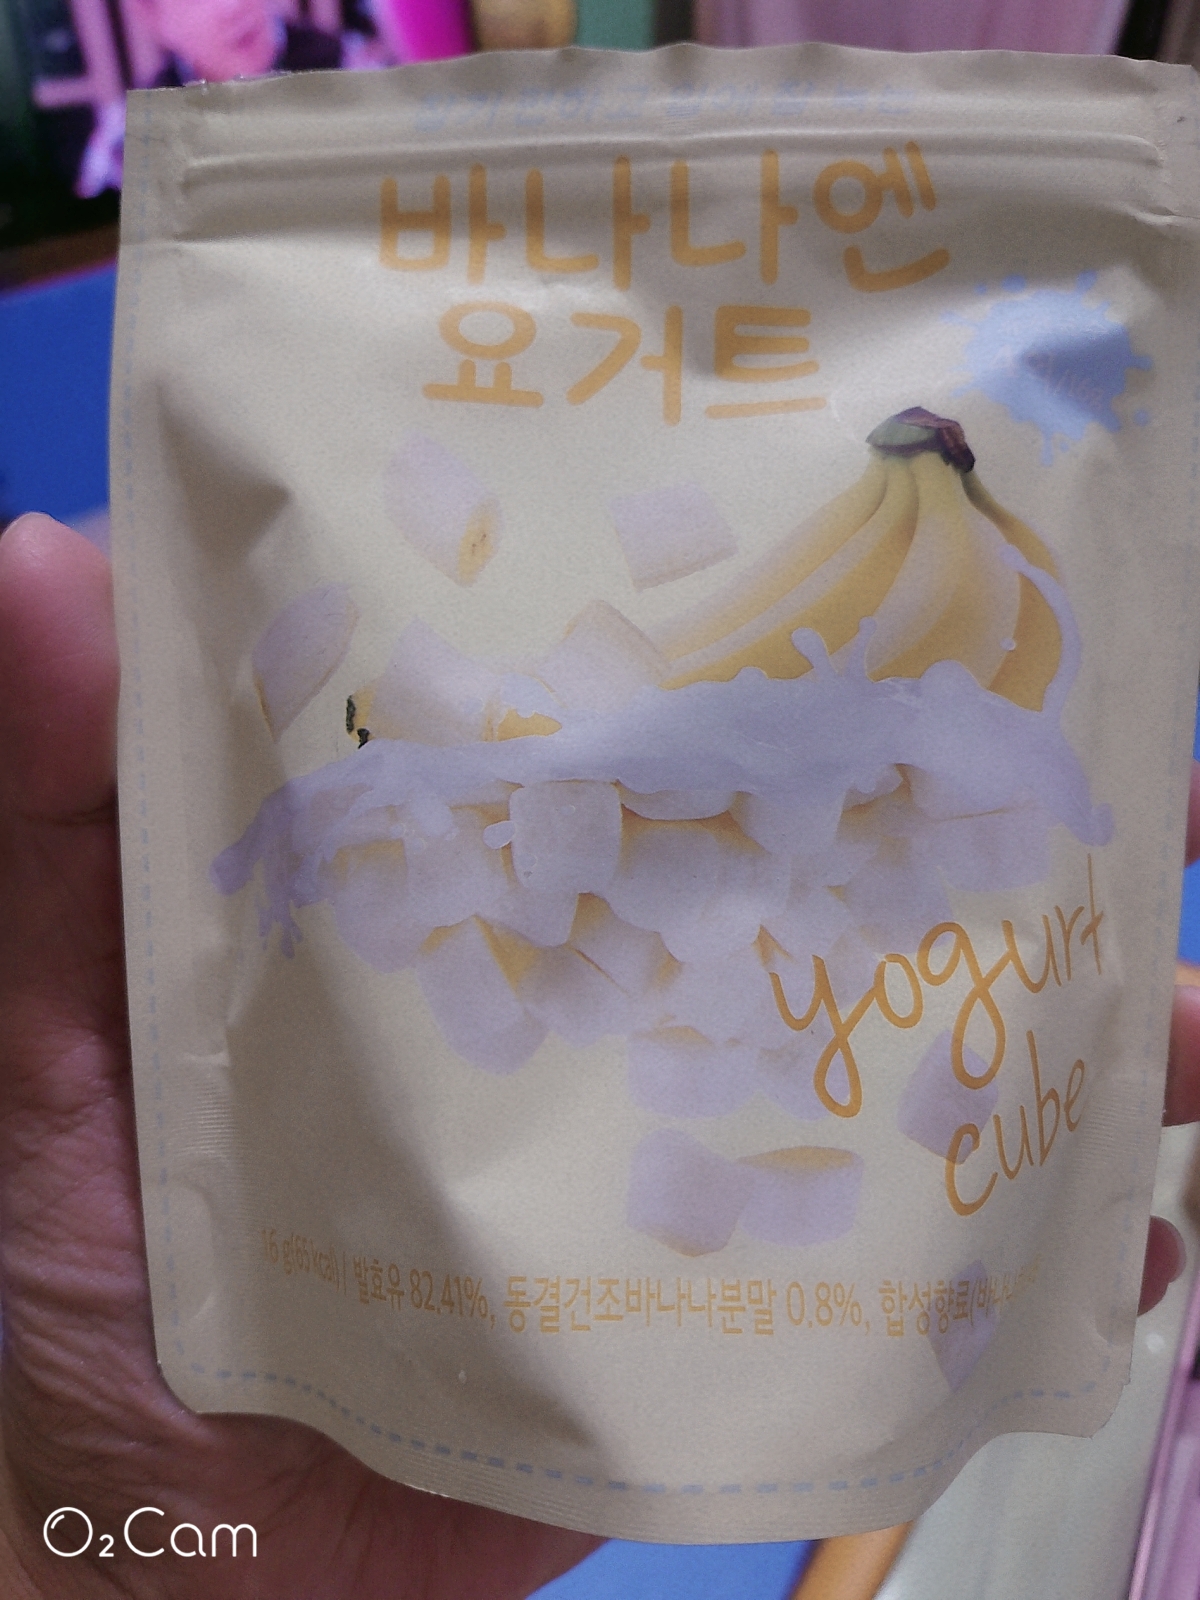 바나나엔
요거트
yogurt
cube
16 g(65 kcal) | 발효유 82.41%, 동결건조바나나분말 0.8%, 합성향료
O₂Cam